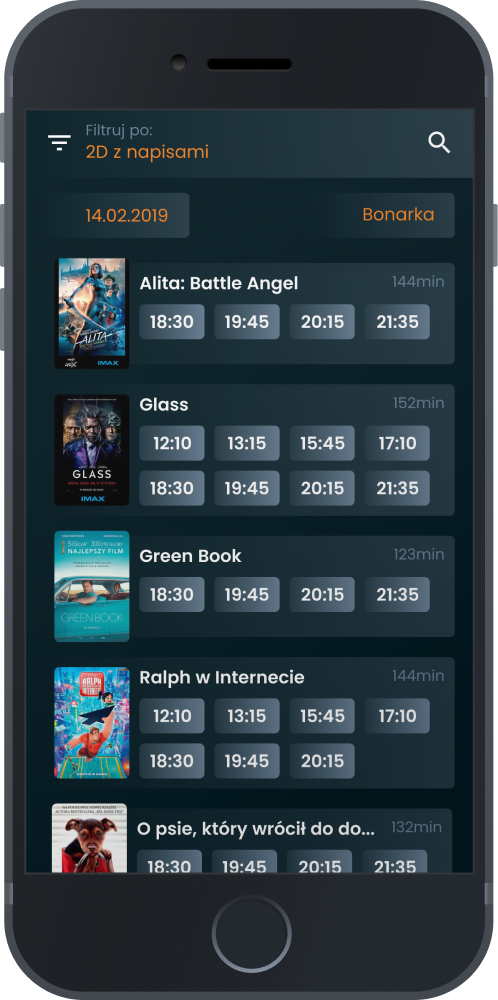 Filtruj po:
2D z napisami
14.02.2019
Bonarka
Alita: Battle Angel 144min
18:30 19:45 20:15 21:35
ALITA
IMAX
Glass 152min
12:10 13:15 15:45 17:10
18:30 19:45 20:15 21:35
GLASS
IMAX
Green Book 123min
18:30 19:45 20:15 21:35
NAJLEPSZY FILM
GREEN BOOK
Ralph w Internecie 144min
12:10 13:15 15:45 17:10
18:30 19:45 20:15
RALPH
O psie, który wrócił do do... 132min
18:30 19:45 20:15 21:35